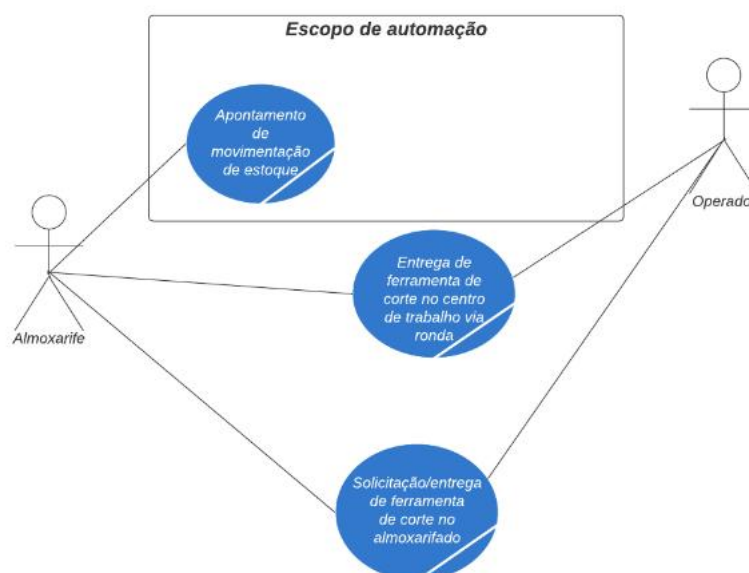 Escopo de automação
Apontamento
de
movimentação
de estoque
Operado
Almoxarife
Entrega de
ferramenta de
corte no centro
de trabalho via
ronda
Solicitação/entrega
de ferramenta
de corte no
almoxarifado